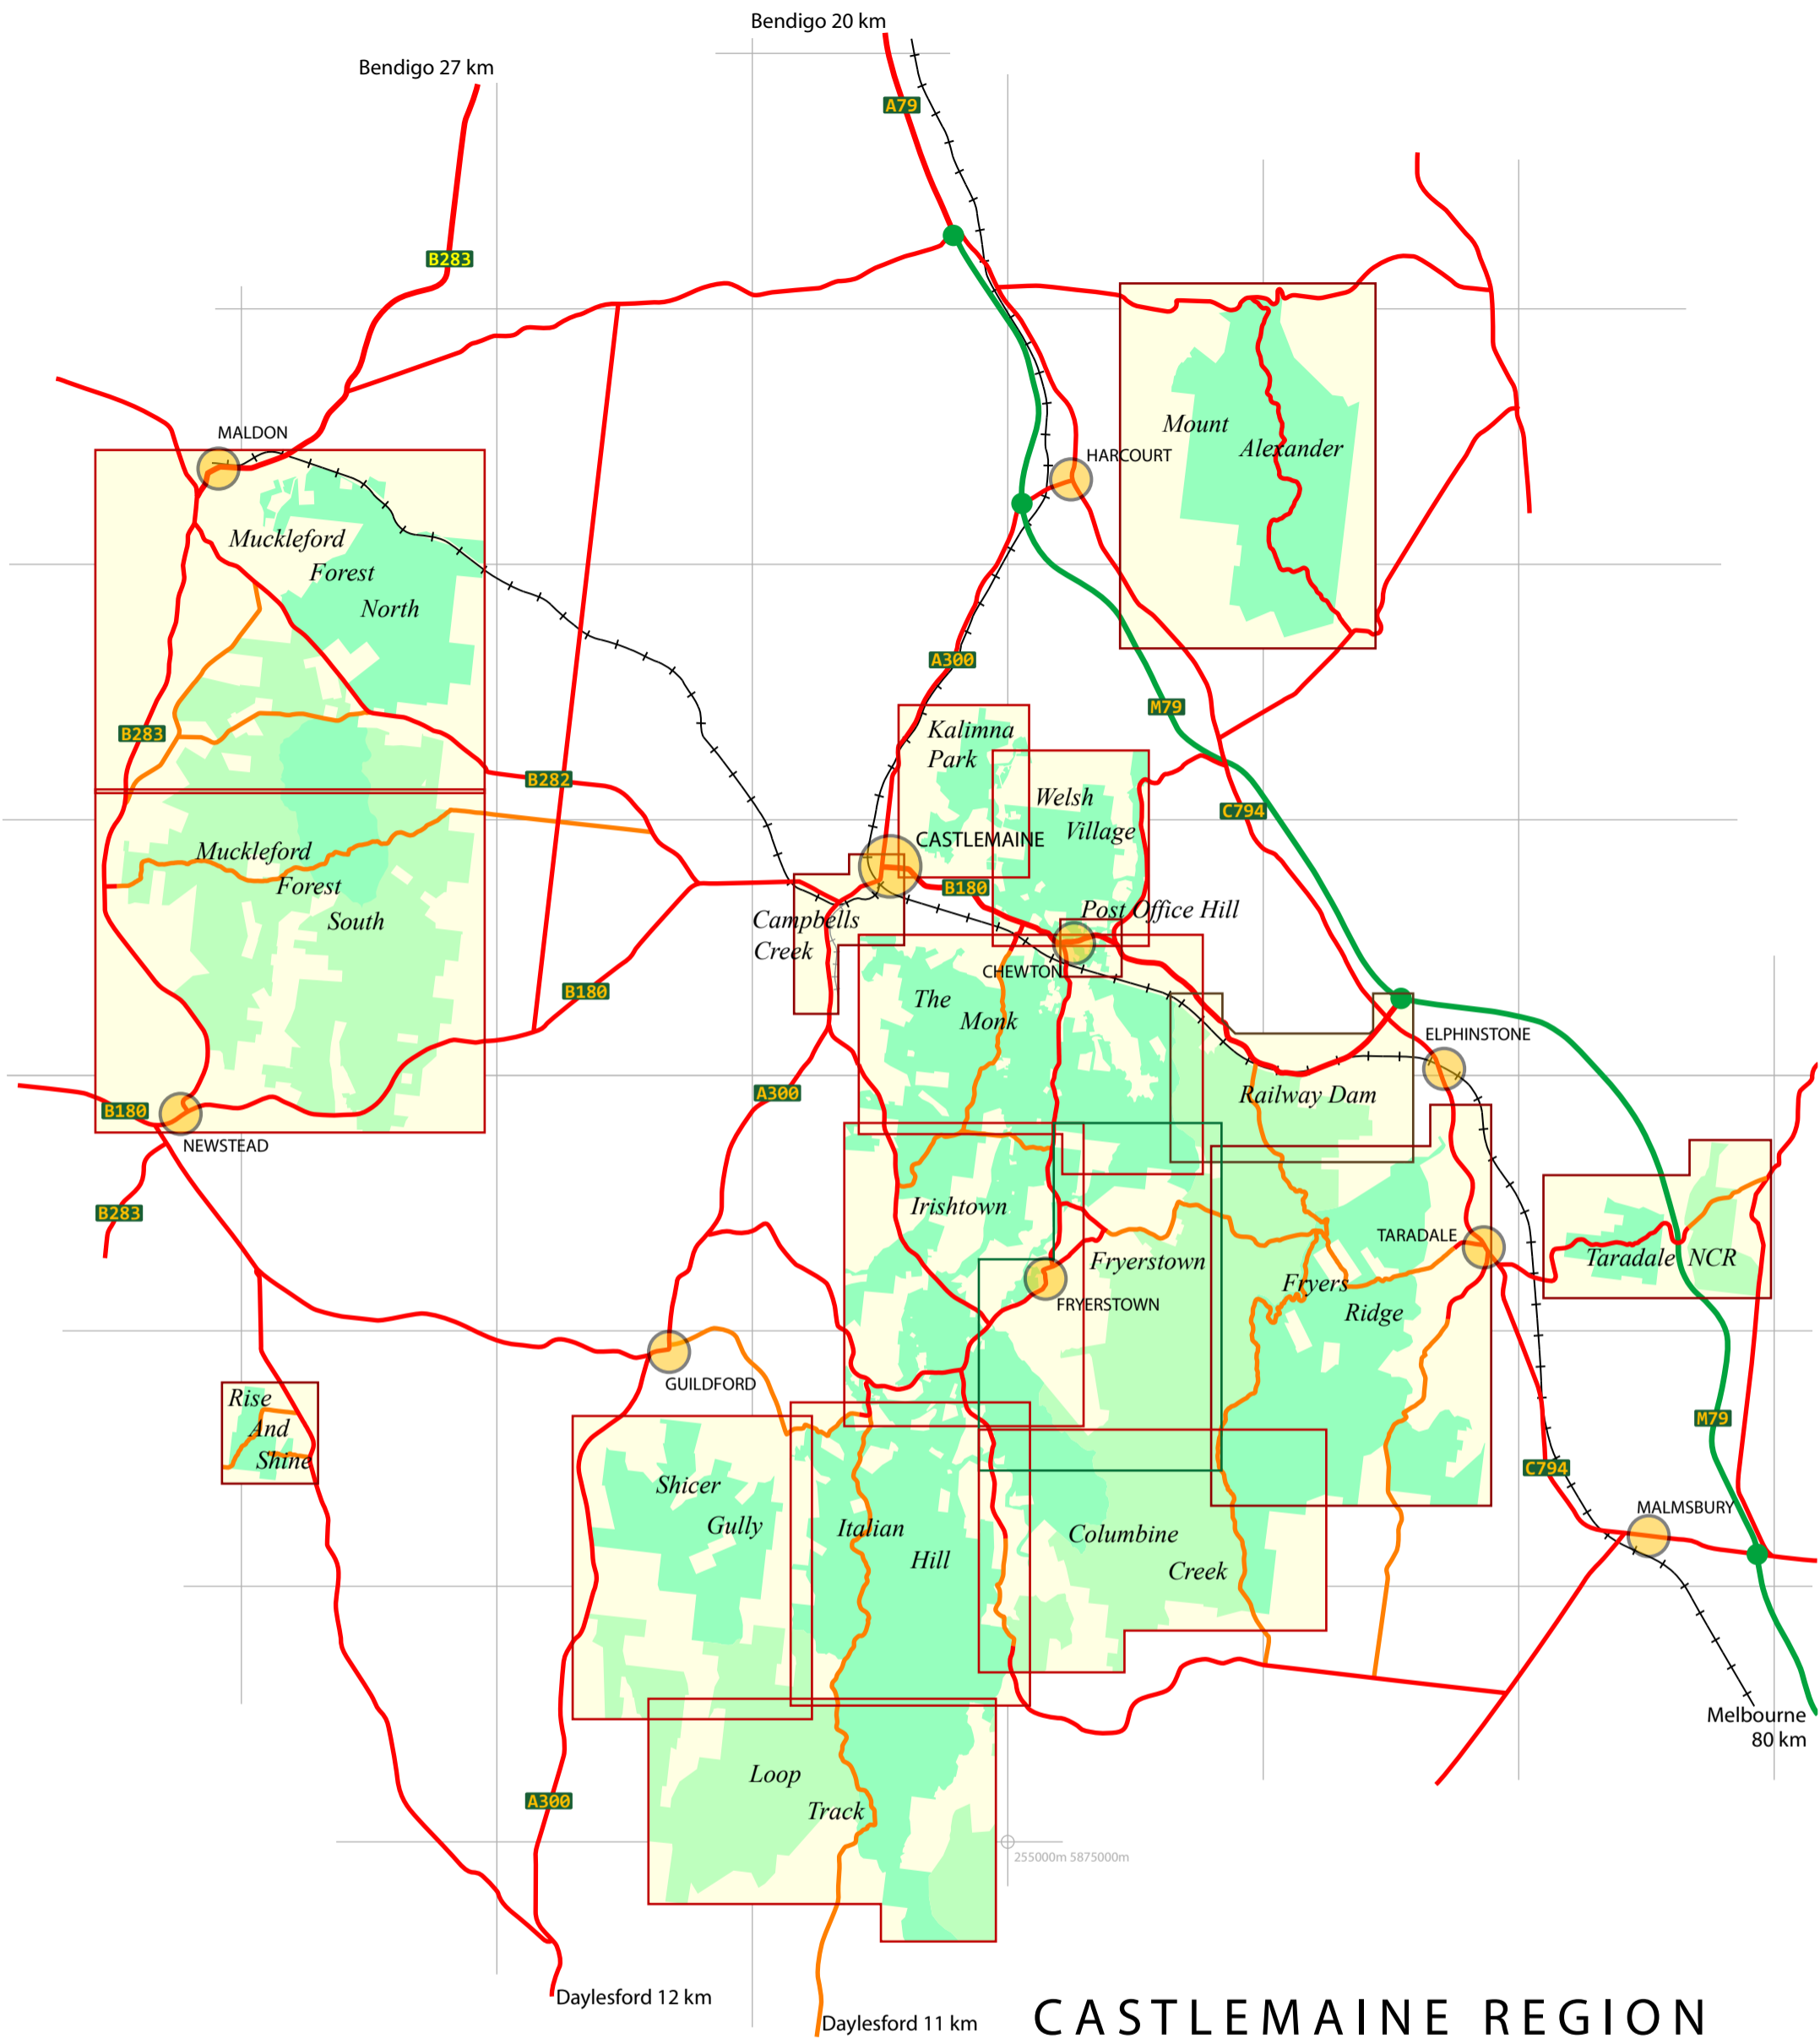 Bendigo 20 km
Bendigo 27 km
A79
B283
MALDON
HARCOURT
Mount
Alexander
Muckleford
Forest
North
A300
M79
Kalimna
Park
B283
B282
Welsh
Village
C794
CASTLEMAINE
Muckleford
Forest
South
B180
Campbells
Creek
Post Office Hill
CHEWTON
The
Monk
B180
ELPHINSTONE
A300
Railway Dam
B180
NEWSTEAD
B283
Irishtown
TARADALE
Taradale NCR
Fryerstown
Fryers
Ridge
FRYERSTOWN
GUILDFORD
Rise
And
Shine
M79
C794
Shicer
Gully
Italian
Hill
Columbine
Creek
MALMSBURY
Melbourne
80 km
Loop
Track
A300
255000m 5875000m
Daylesford 12 km
Daylesford 11 km
CASTLEMAINE REGION